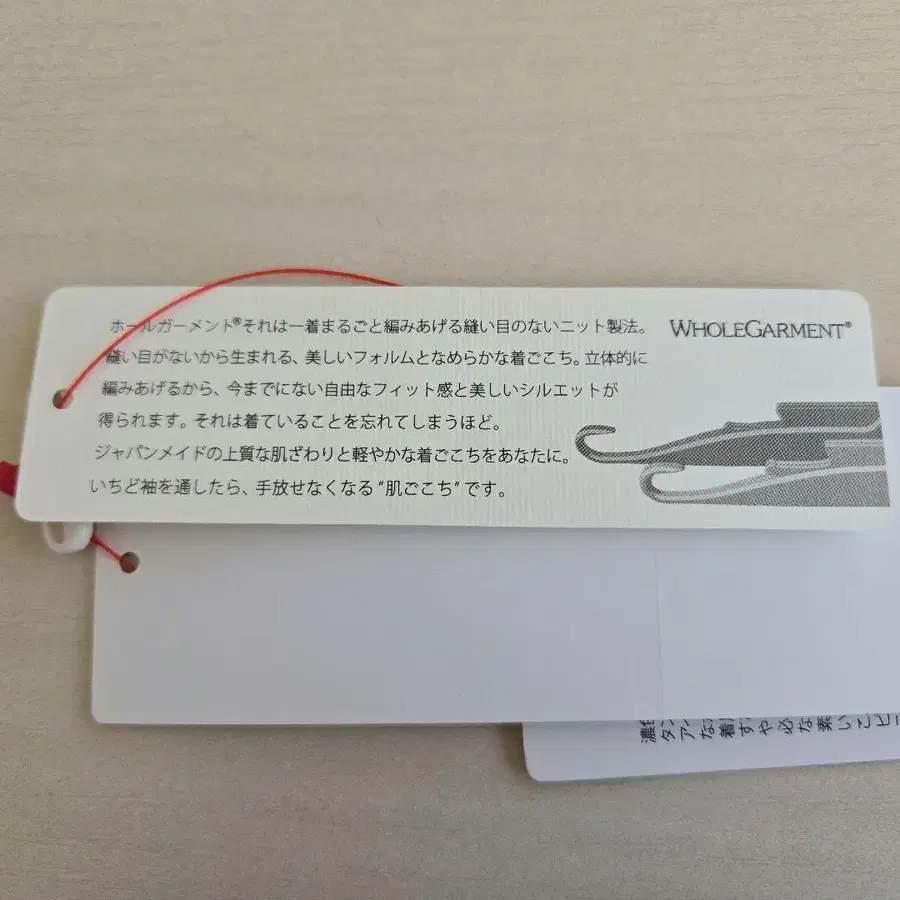 ホールガーメント®それは一着まるごと編みあげる縫い目のないニット製法。
縫い目がないから生まれる、美しいフォルムとなめらかな着ごこち。立体的に
編みあげるから、今までにない自由なフィット感と美しいシルエットが
得られます。それは着ていることを忘れてしまうほど。
ジャパンメイドの上質な肌ざわりと軽やかな着ごこちをあなたに。
いちど袖を通したら、手放せなくなる“肌ごこち”です。
WHOLEGARMENT®